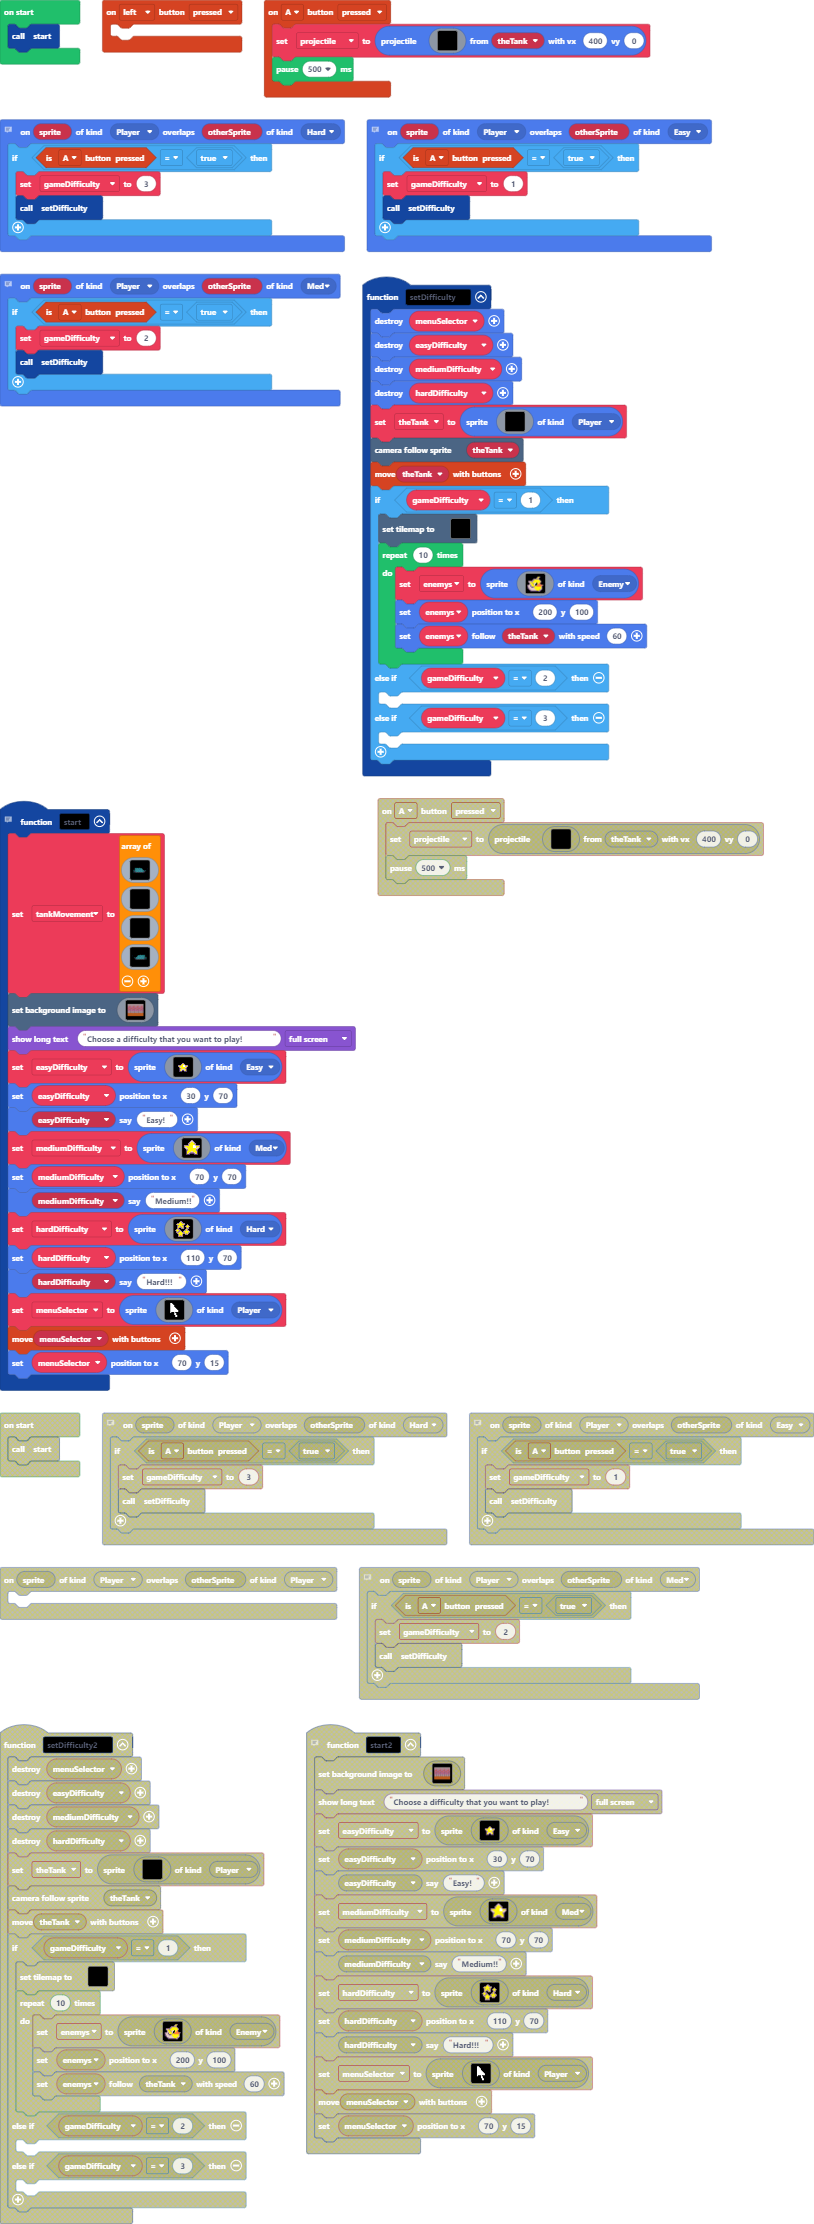 on start
call start
on left button pressed
on A button pressed
set projectile to projectile from theTank with vx 400 vy 0
pause 500 ms
on sprite of kind Player overlaps otherSprite of kind Hard
if is A button pressed = true then
set gameDifficulty to 3
call setDifficulty
on sprite of kind Player overlaps otherSprite of kind Easy
if is A button pressed = true then
set gameDifficulty to 1
call setDifficulty
on sprite of kind Player overlaps otherSprite of kind Med
if is A button pressed = true then
set gameDifficulty to 2
call setDifficulty
function setDifficulty
destroy menuSelector
destroy easyDifficulty
destroy mediumDifficulty
destroy hardDifficulty
set theTank to sprite of kind Player
camera follow sprite theTank
move theTank with buttons
if gameDifficulty = 1 then
set tilemap to
repeat 10 times
do
set enemys to sprite of kind Enemy
set enemys position to x 200 y 100
set enemys follow theTank with speed 60
else if gameDifficulty = 2 then
else if gameDifficulty = 3 then
function start
set tankMovement to array of
set background image to
show long text "Choose a difficulty that you want to play!" full screen
set easyDifficulty to sprite of kind Easy
set easyDifficulty position to x 30 y 70
easyDifficulty say "Easy!"
set mediumDifficulty to sprite of kind Med
set mediumDifficulty position to x 70 y 70
mediumDifficulty say "Medium!!"
set hardDifficulty to sprite of kind Hard
set hardDifficulty position to x 110 y 70
hardDifficulty say "Hard!!!"
set menuSelector to sprite of kind Player
move menuSelector with buttons
set menuSelector position to x 70 y 15
on A button pressed
set projectile to projectile from theTank with vx 400 vy 0
pause 500 ms
on start
call start
on sprite of kind Player overlaps otherSprite of kind Hard
if is A button pressed = true then
set gameDifficulty to 3
call setDifficulty
on sprite of kind Player overlaps otherSprite of kind Easy
if is A button pressed = true then
set gameDifficulty to 1
call setDifficulty
on sprite of kind Player overlaps otherSprite of kind Player
on sprite of kind Player overlaps otherSprite of kind Med
if is A button pressed = true then
set gameDifficulty to 2
call setDifficulty
function setDifficulty2
destroy menuSelector
destroy easyDifficulty
destroy mediumDifficulty
destroy hardDifficulty
set theTank to sprite of kind Player
camera follow sprite theTank
move theTank with buttons
if gameDifficulty = 1 then
set tilemap to
repeat 10 times
do
set enemys to sprite of kind Enemy
set enemys position to x 200 y 100
set enemys follow theTank with speed 60
else if gameDifficulty = 2 then
else if gameDifficulty = 3 then
function start2
set background image to
show long text "Choose a difficulty that you want to play!" full screen
set easyDifficulty to sprite of kind Easy
set easyDifficulty position to x 30 y 70
easyDifficulty say "Easy!"
set mediumDifficulty to sprite of kind Med
set mediumDifficulty position to x 70 y 70
mediumDifficulty say "Medium!!"
set hardDifficulty to sprite of kind Hard
set hardDifficulty position to x 110 y 70
hardDifficulty say "Hard!!!"
set menuSelector to sprite of kind Player
move menuSelector with buttons
set menuSelector position to x 70 y 15